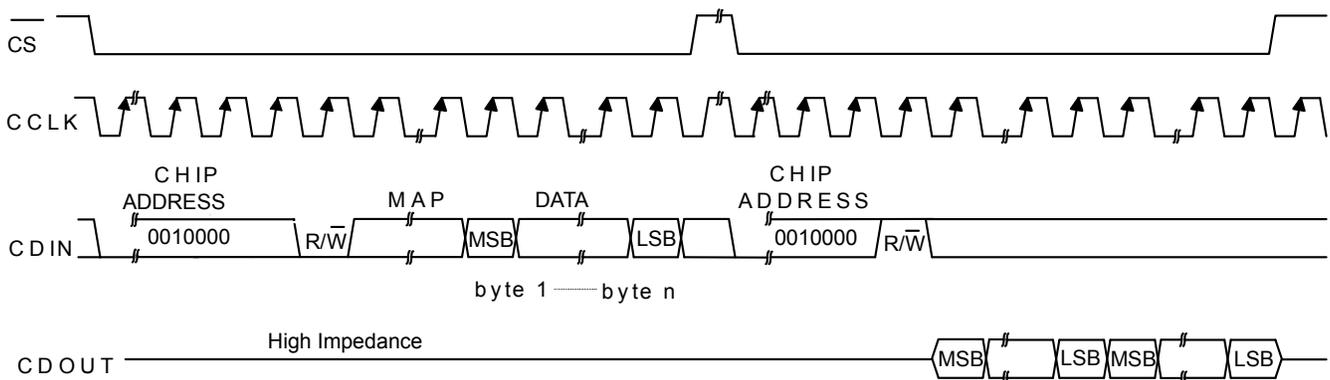 CS
CCLK
CHIP
ADDRESS
MAP
DATA
CHIP
ADDRESS
CDIN
0010000
R/W
MSB
LSB
0010000
R/W
byte 1
byte n
High Impedance
CDOUT
MSB
LSB
MSB
LSB